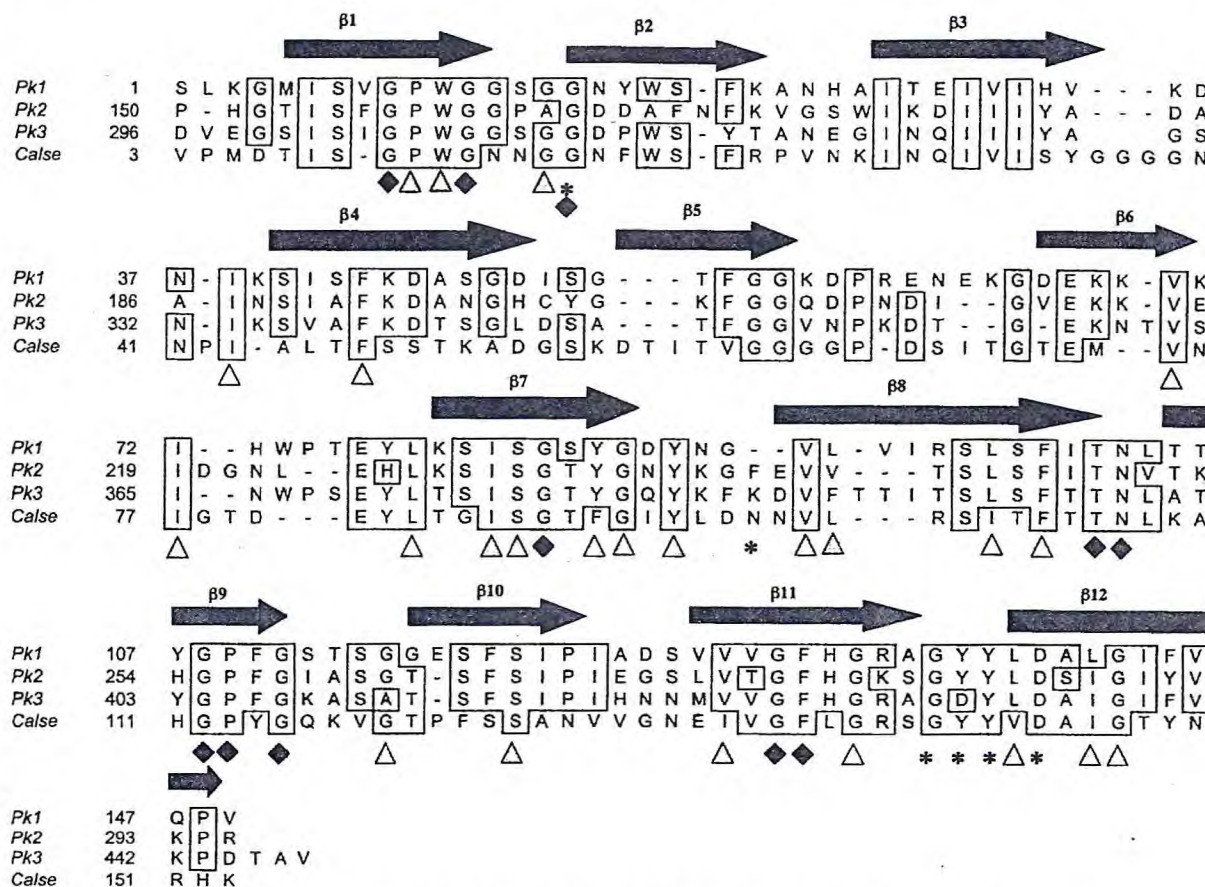 β1 β2 β3
Pk1 1 S L K G M I S V G P W G G S G G N Y W S - F K A N H A I T E I V I H V - - - K D
Pk2 150 P - H G T I S F G P W G G P A G D D A F N F K V G S W I K D I I I Y A - - - D A
Pk3 296 D V E G S I S I G P W G G S G G D P W S - Y T A N E G I N Q I I I Y A - - - G S
Calse 3 V P M D T I S - G P W G N N G G N F W S - F R P V N K I N Q I V I S Y G G G G N
*
β4 β5 β6
Pk1 37 N - I K S I S F K D A S G D I S G - - - T F G G K D P R E N E K G D E K K - V K
Pk2 186 A - I N S I A F K D A N G H C Y G - - - K F G G Q D P N D I - - G V E K K - V E
Pk3 332 N - I K S V A F K D T S G L D S A - - - T F G G V N P K D T - - G - E K N T V S
Calse 41 N P I - A L T F S S T K A D G S K D T I T V G G G G P - D S I T G T E M - - V N
β7 β8
Pk1 72 I - - H W P T E Y L K S I S G S Y G D Y N G - - V L - V I R S L S F I T N L T T
Pk2 219 I D G N L - - E H L K S I S G T Y G N Y K G F E V V - - - T S L S F I T N V T K
Pk3 365 I - - N W P S E Y L T S I S G T Y G Q Y K F K D V F T T I T S L S F T T N L A T
Calse 77 I G T D - - - E Y L T G I S G T F G I Y L D N N V L - - - R S I T F T T N L K A
*
β9 β10 β11 β12
Pk1 107 Y G P F G S T S G G E S F S I P I A D S V V V G F H G R A G Y Y L D A L G I F V
Pk2 254 H G P F G I A S G T - S F S I P I E G S L V T G F H G K S G Y Y L D S I G I Y V
Pk3 403 Y G P F G K A S A T - S F S I P I H N N M V V G F H G R A G D Y L D A I G I F V
Calse 111 H G P Y G Q K V G T P F S S A N V V G N E I V G F L G R S G Y Y V D A I G T Y N
* * * *
Pk1 147 Q P V
Pk2 293 K P R
Pk3 442 K P D T A V
Calse 151 R H K